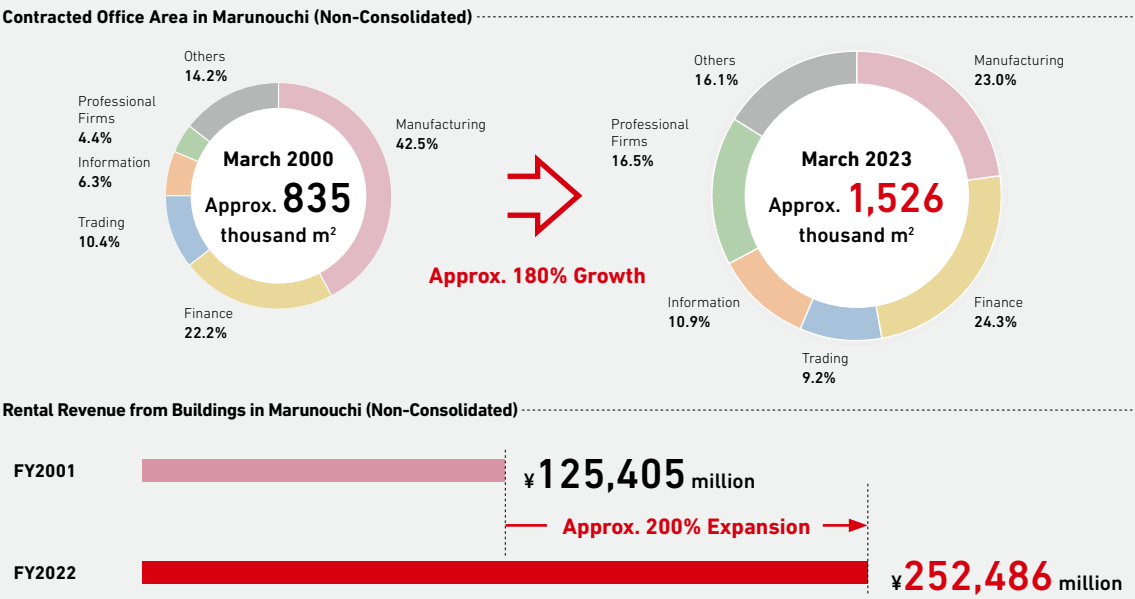 Contracted Office Area in Marunouchi (Non-Consolidated)
Others
14.2%
Professional
Firms
4.4%
Information
6.3%
Trading
10.4%
Finance
22.2%
Manufacturing
42.5%
March 2000
Approx. 835
thousand m²
Approx. 180% Growth
Others
16.1%
Professional
Firms
16.5%
Information
10.9%
Trading
9.2%
Finance
24.3%
Manufacturing
23.0%
March 2023
Approx. 1,526
thousand m²
Rental Revenue from Buildings in Marunouchi (Non-Consolidated)
FY2001
¥125,405 million
Approx. 200% Expansion
FY2022
¥252,486 million